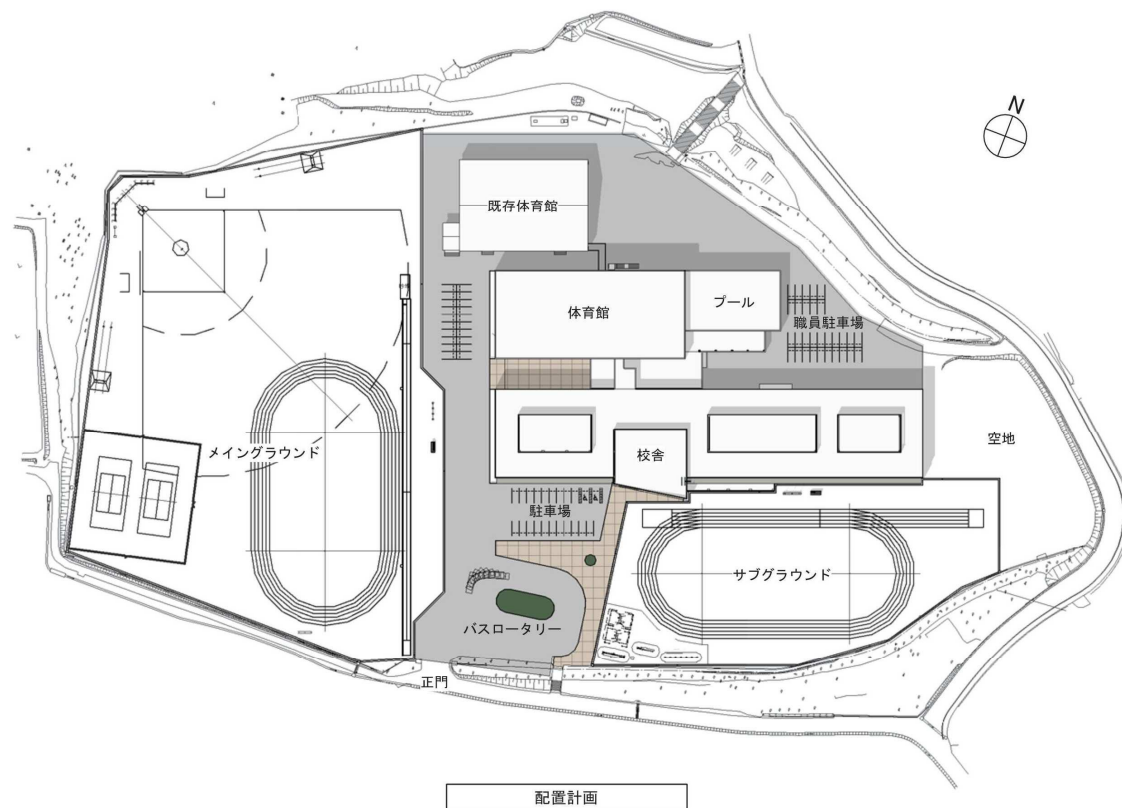 N
既存体育館
体育館
プール
職員駐車場
メイングラウンド
校舎
空地
駐車場
サブグラウンド
バスロータリー
正門
配置計画